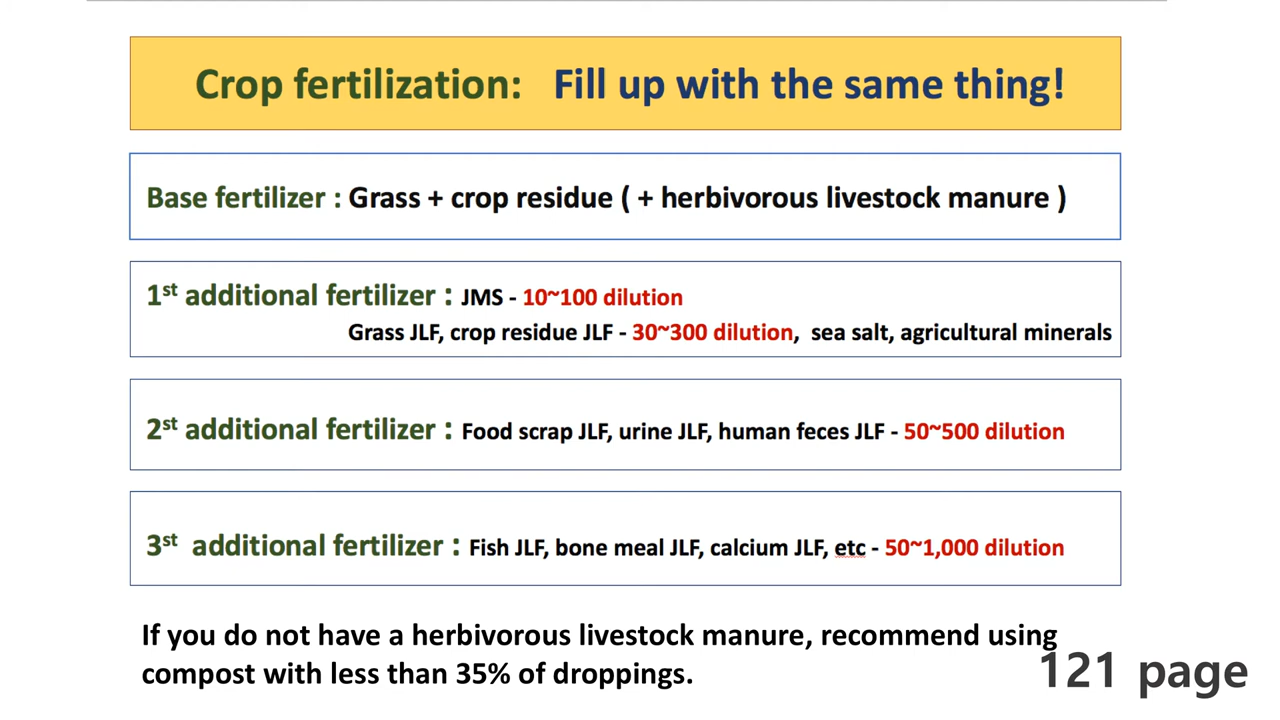 Crop fertilization: Fill up with the same thing!
Base fertilizer : Grass + crop residue ( + herbivorous livestock manure )
1st additional fertilizer : JMS - 10~100 dilution
Grass JLF, crop residue JLF - 30~300 dilution, sea salt, agricultural minerals
2st additional fertilizer : Food scrap JLF, urine JLF, human feces JLF - 50~500 dilution
3st additional fertilizer : Fish JLF, bone meal JLF, calcium JLF, etc - 50~1,000 dilution
If you do not have a herbivorous livestock manure, recommend using
compost with less than 35% of droppings.
121 page